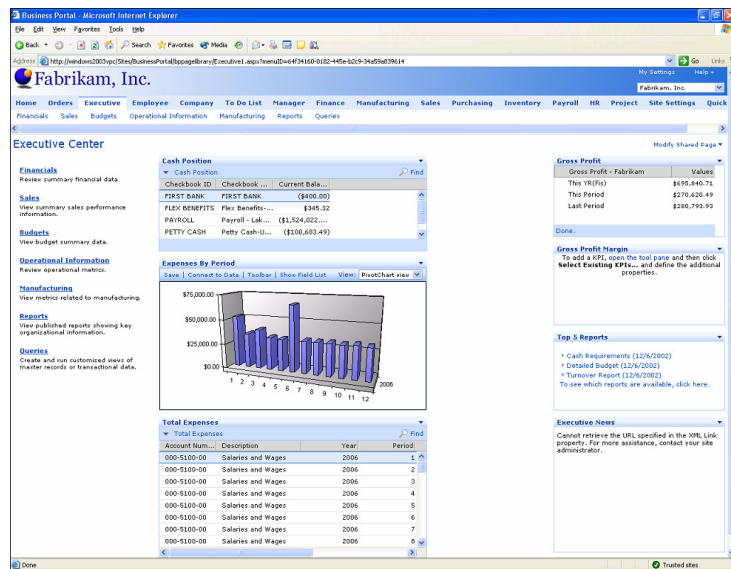 Business Portal - Microsoft Internet Explorer
File Edit View Favorites Tools Help
Back Search Favorites Media
Address http://windows2003vpc/Sites/BusinessPortal/bppagelibrary/Executive1.aspx?menuUID=64f34160-0182-445e-b2c9-34a59a839614 Go Links
My Settings Help
Fabrikam, Inc.
Fabrikam, Inc.
Home Orders Executive Employee Company To Do List Manager Finance Manufacturing Sales Purchasing Inventory Payroll HR Project Site Settings Quick
Financials Sales Budgets Operational Information Manufacturing Reports Queries
Executive Center
Modify Shared Page
Financials
Review summary financial data
Sales
View summary sales performance
information.
Budgets
View budget summary data.
Operational Information
Review operational metrics.
Manufacturing
View metrics related to manufacturing.
Reports
View published reports showing key
organizational information.
Queries
Create and run customized views of
master records or transactional data.
Cash Position
Cash Position Find
Checkbook ID Checkbook ... Current Bala...
FIRST BANK FIRST BANK ($400.00)
FLEX BENEFITS Flex Benefits-... $345.32
PAYROLL Payroll - Lak... ($1,524,022....
PETTY CASH Petty Cash-U... ($100,683.49)
Expenses By Period
Save | Connect to Data | Toolbar | Show Field List View: PivotChart view
$75,000.00
$50,000.00
$25,000.00
$0.00
1 2 3 4 5 6 7 8 9 10 11 12
2006
Total Expenses
Total Expenses Find
Account Num... Description Year Period
000-5100-00 Salaries and Wages 2006 1
000-5100-00 Salaries and Wages 2006 2
000-5100-00 Salaries and Wages 2006 3
000-5100-00 Salaries and Wages 2006 4
000-5100-00 Salaries and Wages 2006 5
000-5100-00 Salaries and Wages 2006 6
000-5100-00 Salaries and Wages 2006 7
000-5100-00 Salaries and Wages 2006 8
Gross Profit
Gross Profit - Fabrikam Values
This YR(Fis) $695,840.71
This Period $270,620.49
Last Period $280,793.93
Done.
Gross Profit Margin
To add a KPI, open the tool pane and then click
Select Existing KPIs... and define the additional
properties.
Top 5 Reports
Cash Requirements (12/6/2002)
Detailed Budget (12/6/2002)
Turnover Report (12/6/2002)
To see which reports are available, click here.
Executive News
Cannot retrieve the URL specified in the XML Link
property. For more assistance, contact your site
administrator.
Done Trusted sites